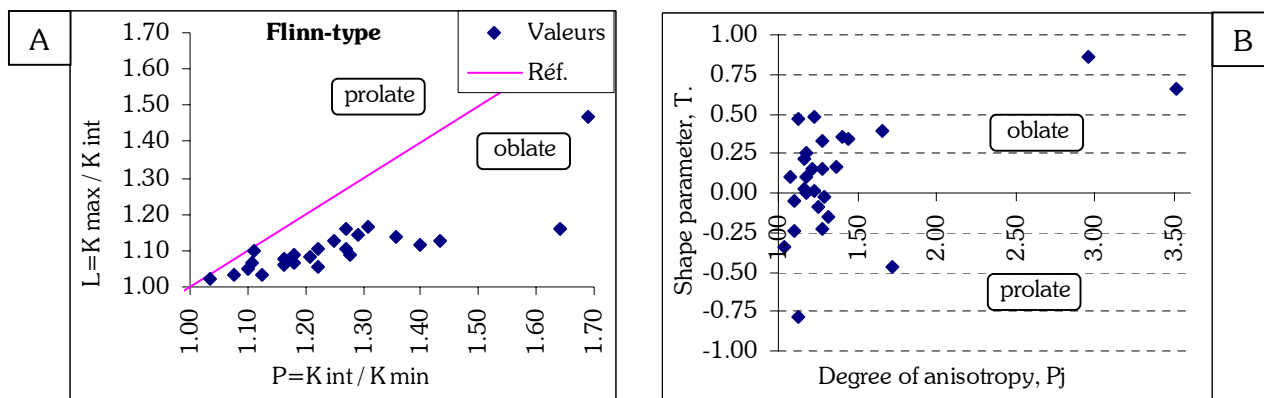 A
Flinn-type
Valeurs
Réf.
prolate
oblate
L=K max / K int
1.70
1.60
1.50
1.40
1.30
1.20
1.10
1.00
1.00 1.10 1.20 1.30 1.40 1.50 1.60 1.70
P=K int / K min
B
Shape parameter, T.
1.00
0.75
0.50
0.25
0.00
-0.25
-0.50
-0.75
-1.00
oblate
1.00 1.50 2.00 2.50 3.00 3.50
prolate
Degree of anisotropy, Pj